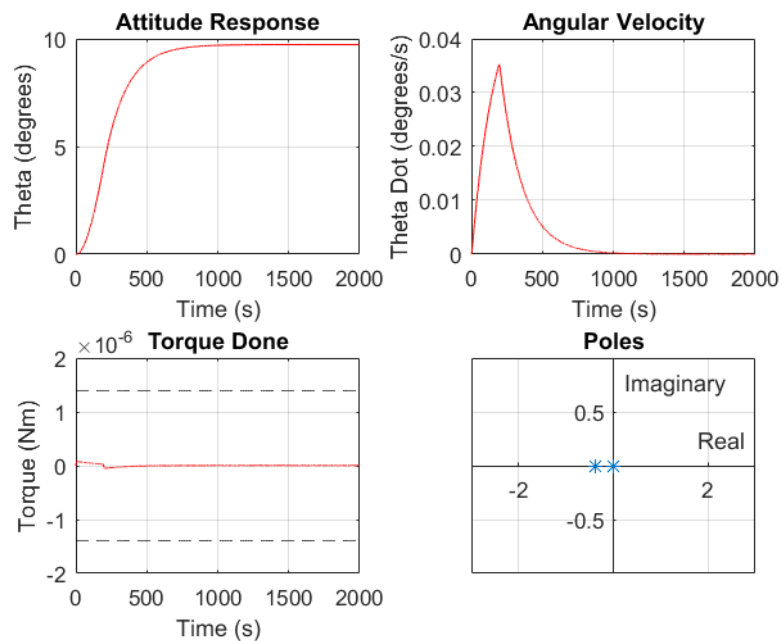 Attitude Response
10
5
0
Theta (degrees)
0 500 1000 1500 2000
Time (s)
Angular Velocity
0.04
0.03
0.02
0.01
0
Theta Dot (degrees/s)
0 500 1000 1500 2000
Time (s)
Torque Done
×10-6
2
1
0
-1
-2
Torque (Nm)
0 500 1000 1500 2000
Time (s)
Poles
Imaginary
0.5
Real
-2 2
-0.5